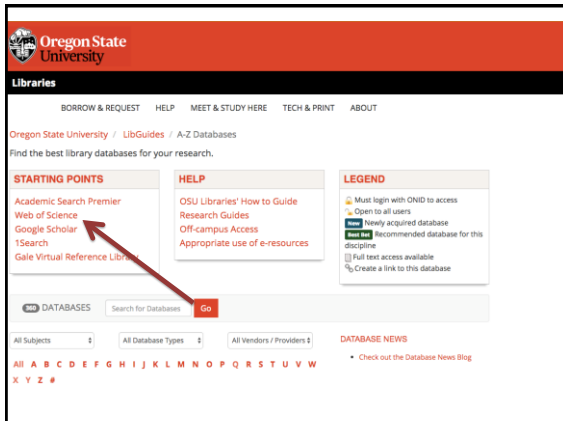 Oregon State
University
Libraries
BORROW & REQUEST HELP MEET & STUDY HERE TECH & PRINT ABOUT
Oregon State University / LibGuides / A-Z Databases
Find the best library databases for your research.
STARTING POINTS
Academic Search Premier
Web of Science
Google Scholar
1Search
Gale Virtual Reference Library
HELP
OSU Libraries' How to Guide
Research Guides
Off-campus Access
Appropriate use of e-resources
LEGEND
Must login with ONID to access
Open to all users
New Newly acquired database
Best Bet Recommended database for this
discipline
Full text access available
Create a link to this database
360 DATABASES Search for Databases Go
All Subjects All Database Types All Vendors / Providers
All A B C D E F G H I J K L M N O P Q R S T U V W
X Y Z #
DATABASE NEWS
Check out the Database News Blog